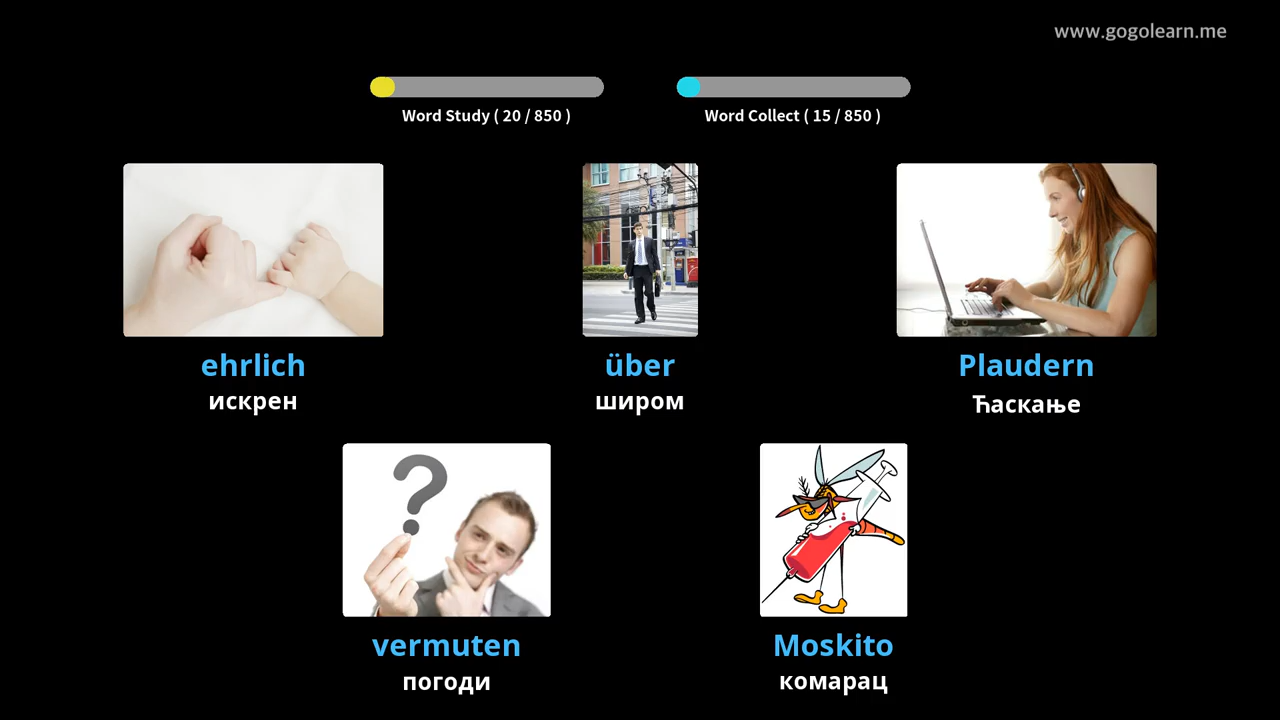 www.gogolearn.me
Word Study ( 20 / 850 )
Word Collect ( 15 / 850 )
ehrlich
искрен
über
широм
Plaudern
Ћаскање
vermuten
погоди
Moskito
комарац